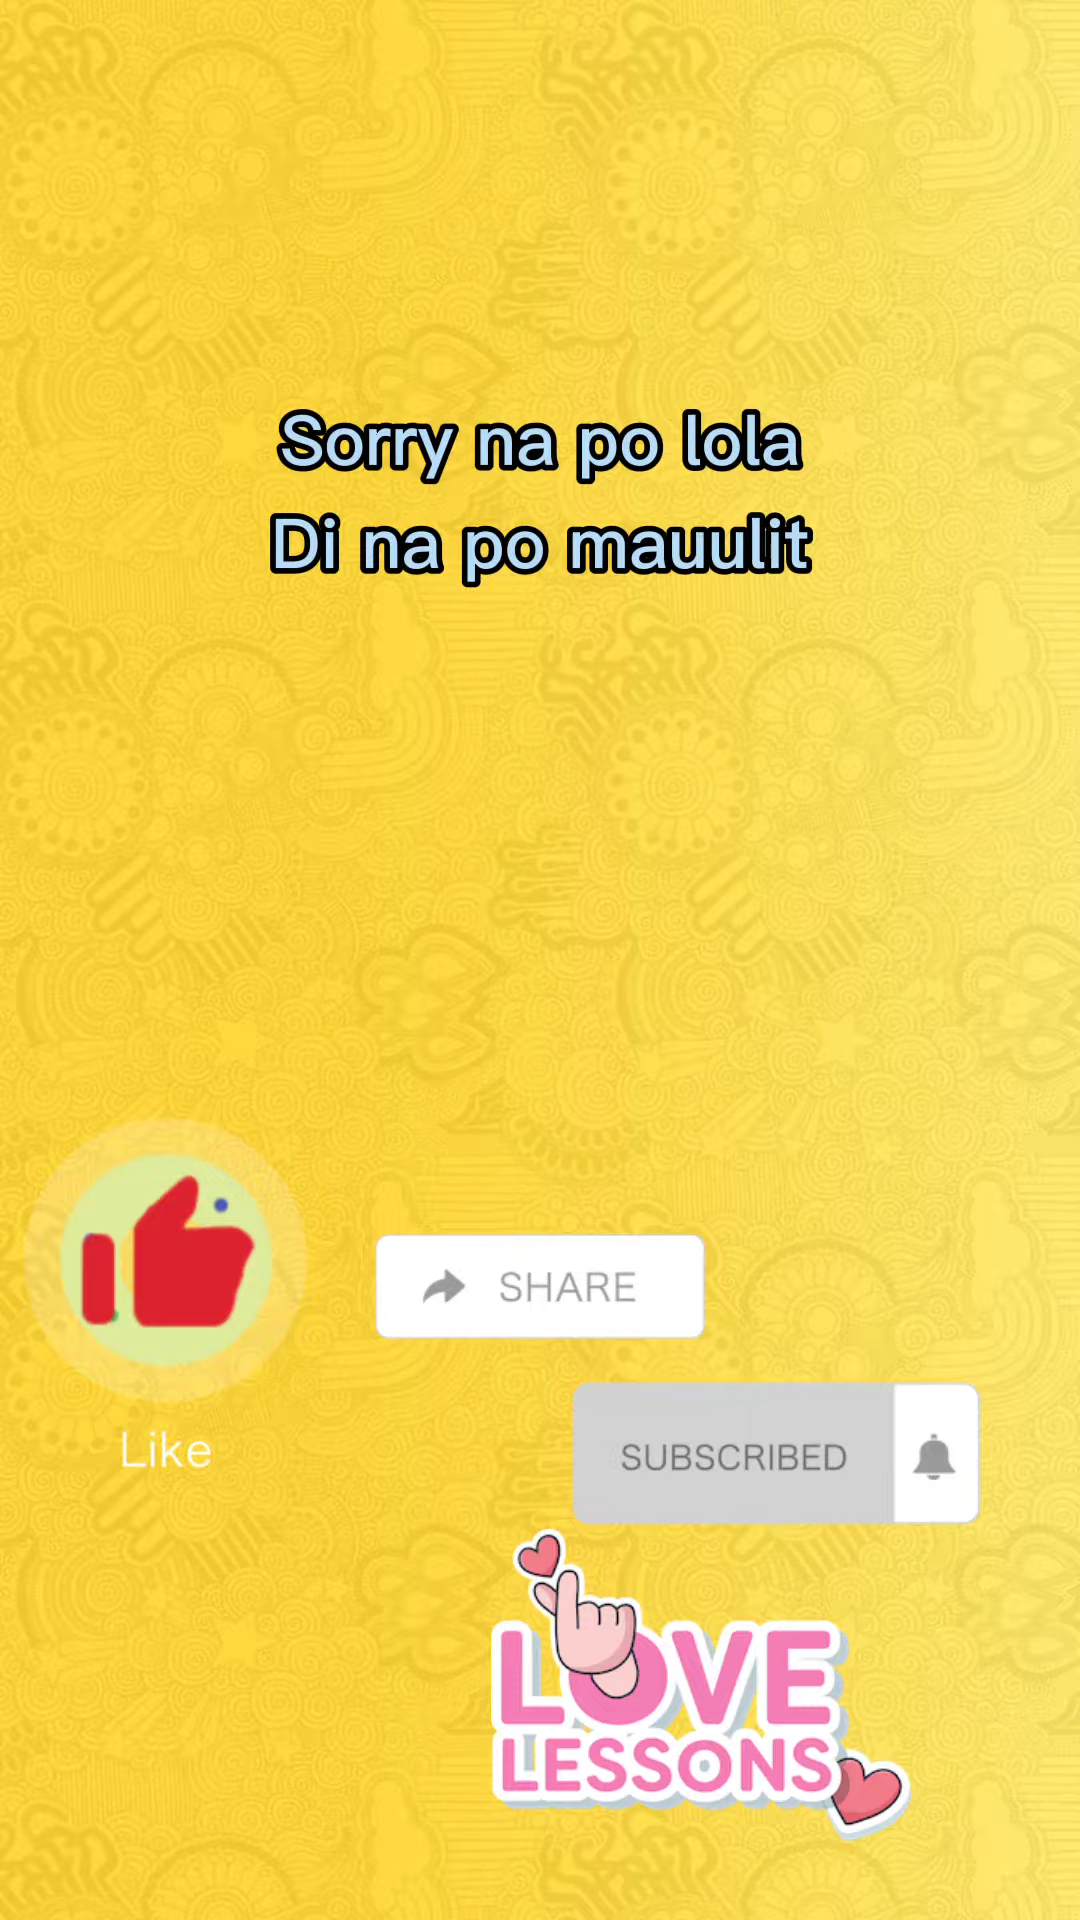 Sorry na po lola
Di na po mauulit
SHARE
Like
SUBSCRIBED
LOVE
LESSONS